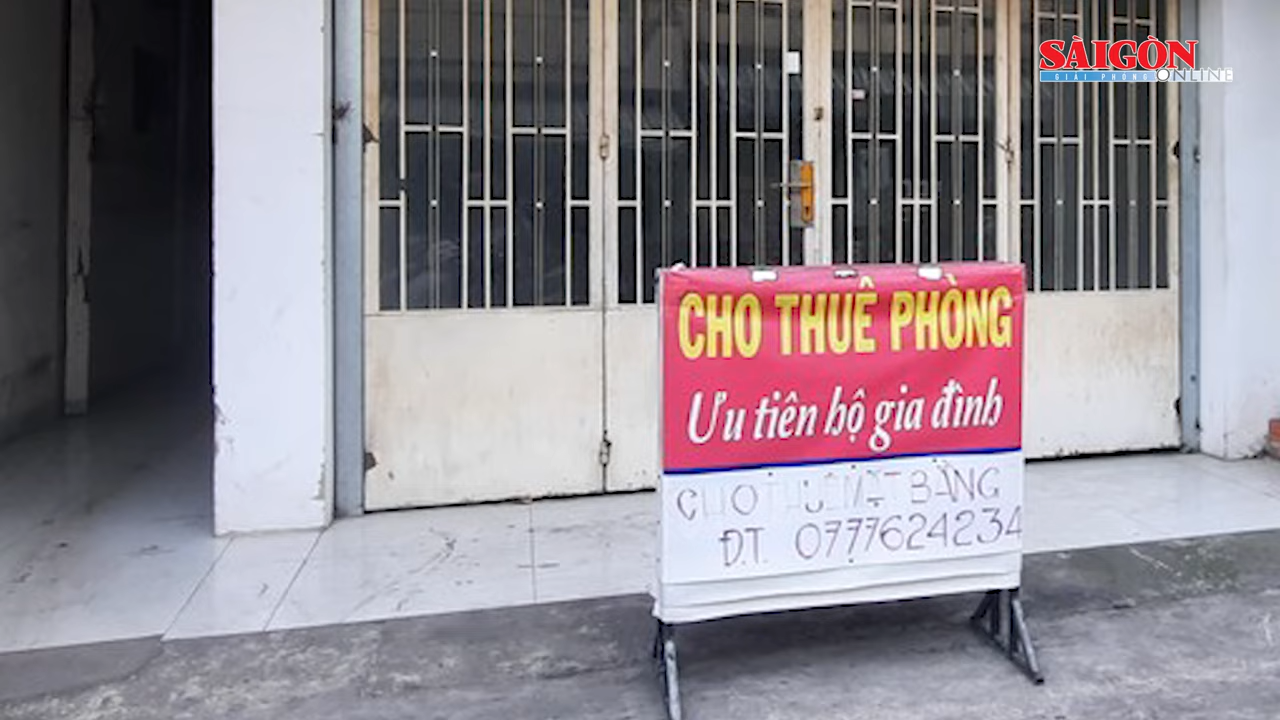 SÀIGÒN
GIẢI PHÓNG ONLINE
CHO THUÊ PHÒNG
Ưu tiên hộ gia đình
CHO THUÊ MẶT BẰNG
ĐT. 0777624234